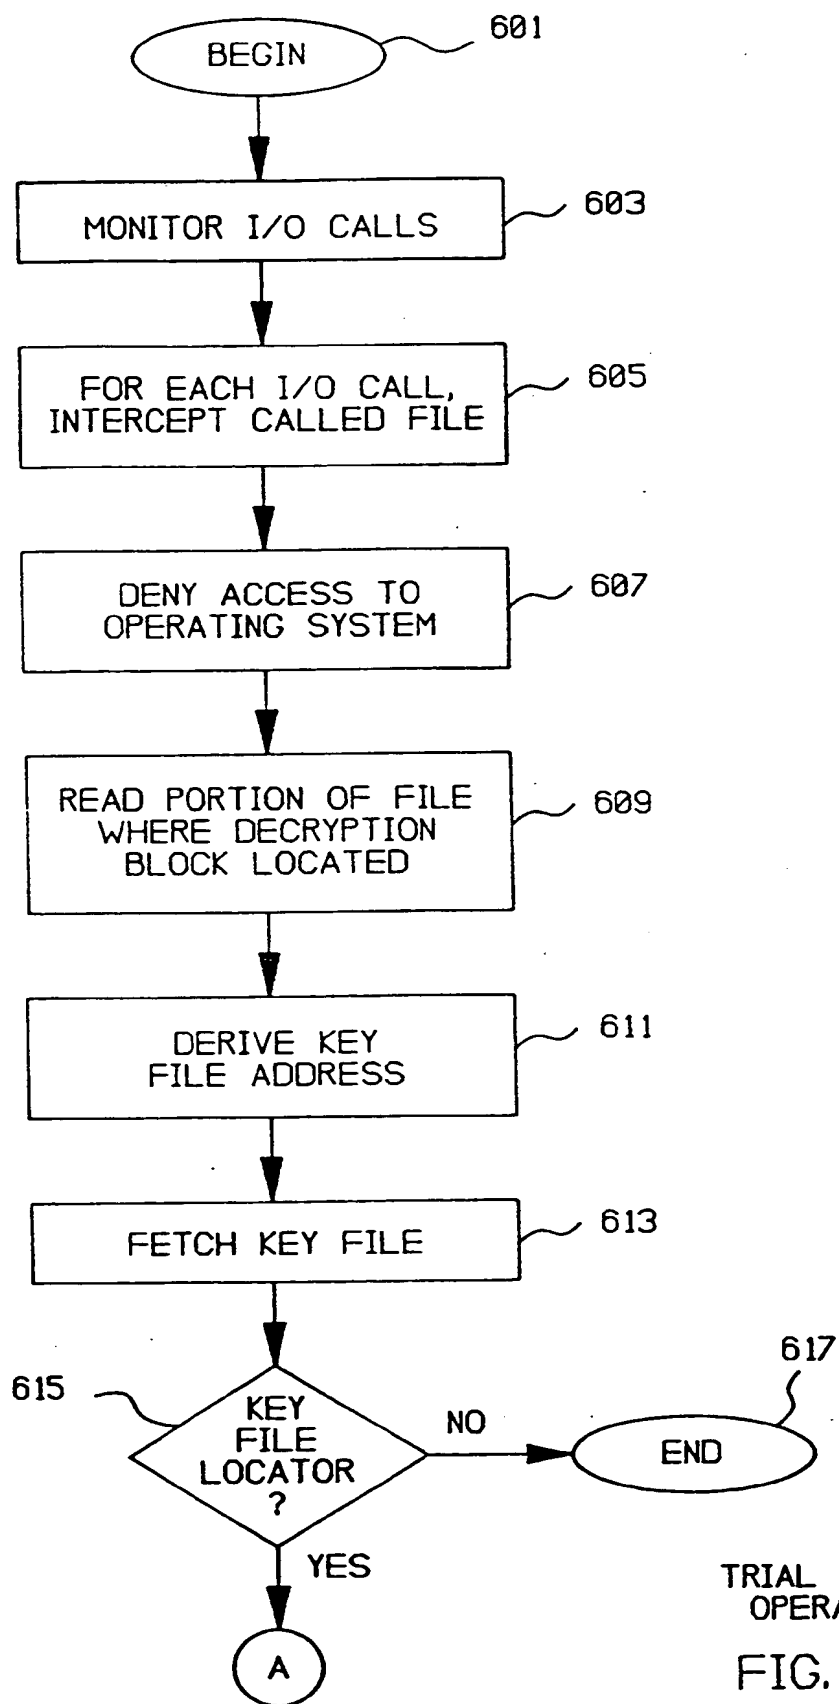 BEGIN
601
MONITOR I/O CALLS
603
FOR EACH I/O CALL,
INTERCEPT CALLED FILE
605
DENY ACCESS TO
OPERATING SYSTEM
607
READ PORTION OF FILE
WHERE DECRYPTION
BLOCK LOCATED
609
DERIVE KEY
FILE ADDRESS
611
FETCH KEY FILE
613
615
KEY
FILE
LOCATOR
?
NO
617
END
YES
A
TRIAL
FIG.